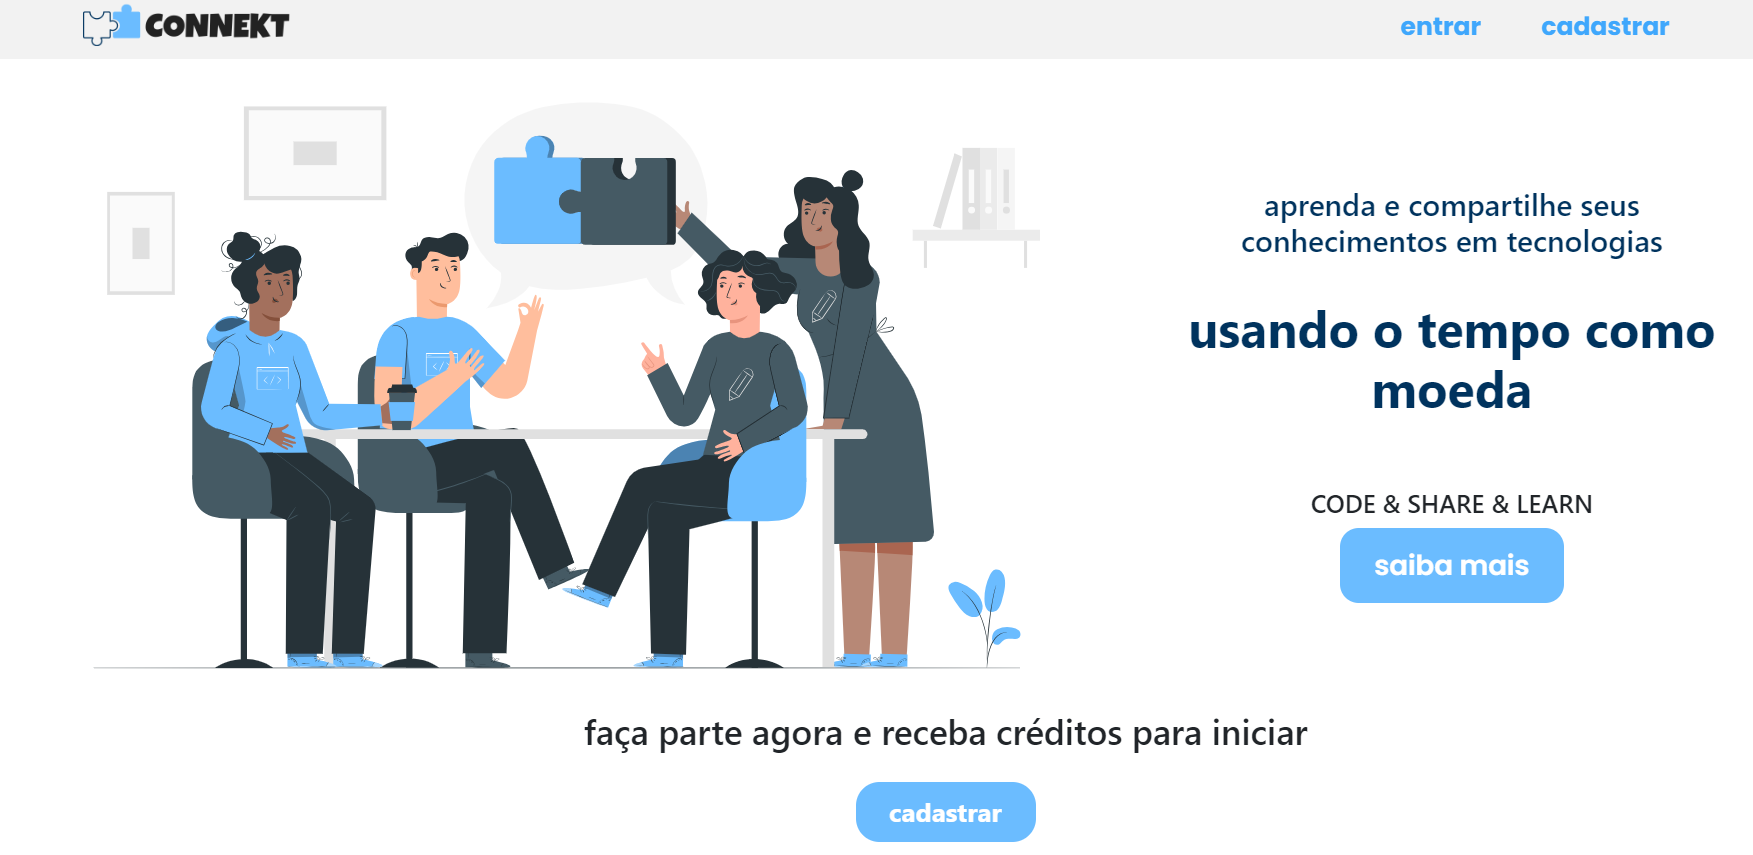 CONNEKT
entrar
cadastrar
aprenda e compartilhe seus
conhecimentos em tecnologias
usando o tempo como
moeda
CODE & SHARE & LEARN
saiba mais
faça parte agora e receba créditos para iniciar
cadastrar